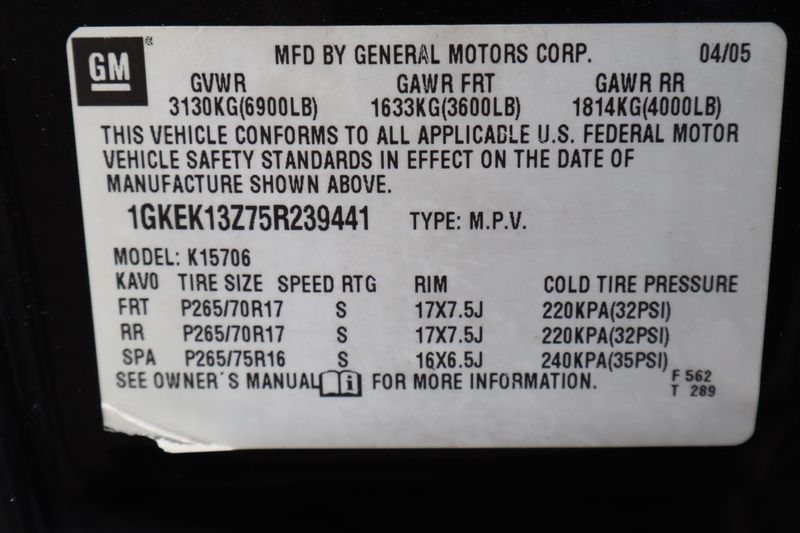 GM
MFD BY GENERAL MOTORS CORP. 04/05
GVWR GAWR FRT GAWR RR
3130KG(6900LB) 1633KG(3600LB) 1814KG(4000LB)
THIS VEHICLE CONFORMS TO ALL APPLICABLE U.S. FEDERAL MOTOR
VEHICLE SAFETY STANDARDS IN EFFECT ON THE DATE OF
MANUFACTURE SHOWN ABOVE.
1GKEK13Z75R239441 TYPE: M.P.V.
MODEL: K15706
KAVO TIRE SIZE SPEED RTG RIM COLD TIRE PRESSURE
FRT P265/70R17 S 17X7.5J 220KPA(32PSI)
RR P265/70R17 S 17X7.5J 220KPA(32PSI)
SPA P265/75R16 S 16X6.5J 240KPA(35PSI)
SEE OWNER´S MANUAL i FOR MORE INFORMATION. F 562
T 289